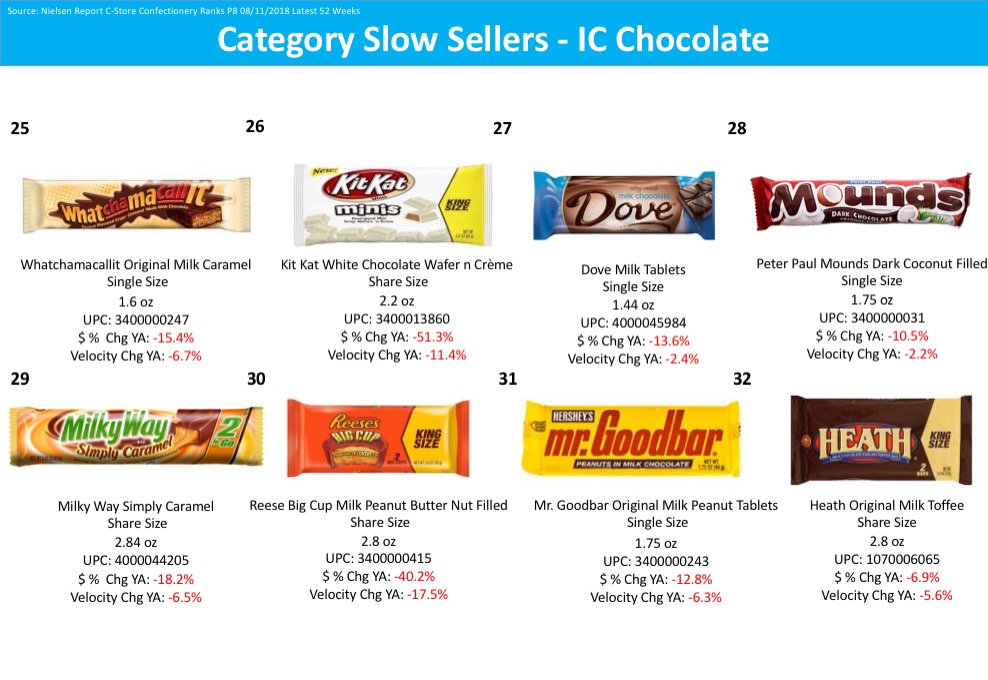 Source: Nielsen Report C-Store Confectionery Ranks P8 08/11/2018 Latest 52 Weeks
Category Slow Sellers - IC Chocolate
25
26
27
28
Whatchamacallit
New!
KitKat
minis
KING SIZE
milk chocolate
Dove
Peter Paul
Mounds
DARK CHOCOLATE
Whatchamacallit Original Milk Caramel
Single Size
1.6 oz
UPC: 3400000247
$ % Chg YA: -15.4%
Velocity Chg YA: -6.7%
Kit Kat White Chocolate Wafer n Crème
Share Size
2.2 oz
UPC: 3400013860
$ % Chg YA: -51.3%
Velocity Chg YA: -11.4%
Dove Milk Tablets
Single Size
1.44 oz
UPC: 4000045984
$ % Chg YA: -13.6%
Velocity Chg YA: -2.4%
Peter Paul Mounds Dark Coconut Filled
Single Size
1.75 oz
UPC: 3400000031
$ % Chg YA: -10.5%
Velocity Chg YA: -2.2%
29
30
31
32
MilkyWay
Simply Caramel
2 to Go
Reese's
BIG CUP
KING SIZE
2
HERSHEY'S
mr.Goodbar
PEANUTS IN MILK CHOCOLATE
HEATH
KING SIZE
2 BARS
Milky Way Simply Caramel
Share Size
2.84 oz
UPC: 4000044205
$ % Chg YA: -18.2%
Velocity Chg YA: -6.5%
Reese Big Cup Milk Peanut Butter Nut Filled
Share Size
2.8 oz
UPC: 3400000415
$ % Chg YA: -40.2%
Velocity Chg YA: -17.5%
Mr. Goodbar Original Milk Peanut Tablets
Single Size
1.75 oz
UPC: 3400000243
$ % Chg YA: -12.8%
Velocity Chg YA: -6.3%
Heath Original Milk Toffee
Share Size
2.8 oz
UPC: 1070006065
$ % Chg YA: -6.9%
Velocity Chg YA: -5.6%